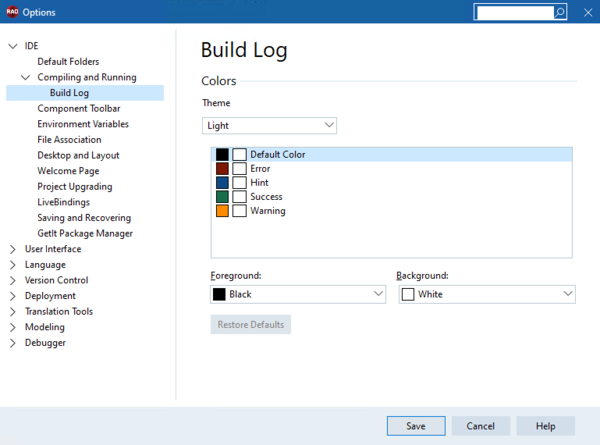 RAD Options
IDE
Default Folders
Compiling and Running
Build Log
Component Toolbar
Environment Variables
File Association
Desktop and Layout
Welcome Page
Project Upgrading
LiveBindings
Saving and Recovering
GetIt Package Manager
User Interface
Language
Version Control
Deployment
Translation Tools
Modeling
Debugger
Build Log
Colors
Theme
Light
Default Color
Error
Hint
Success
Warning
Foreground: Background:
Black White
Restore Defaults
Save Cancel Help